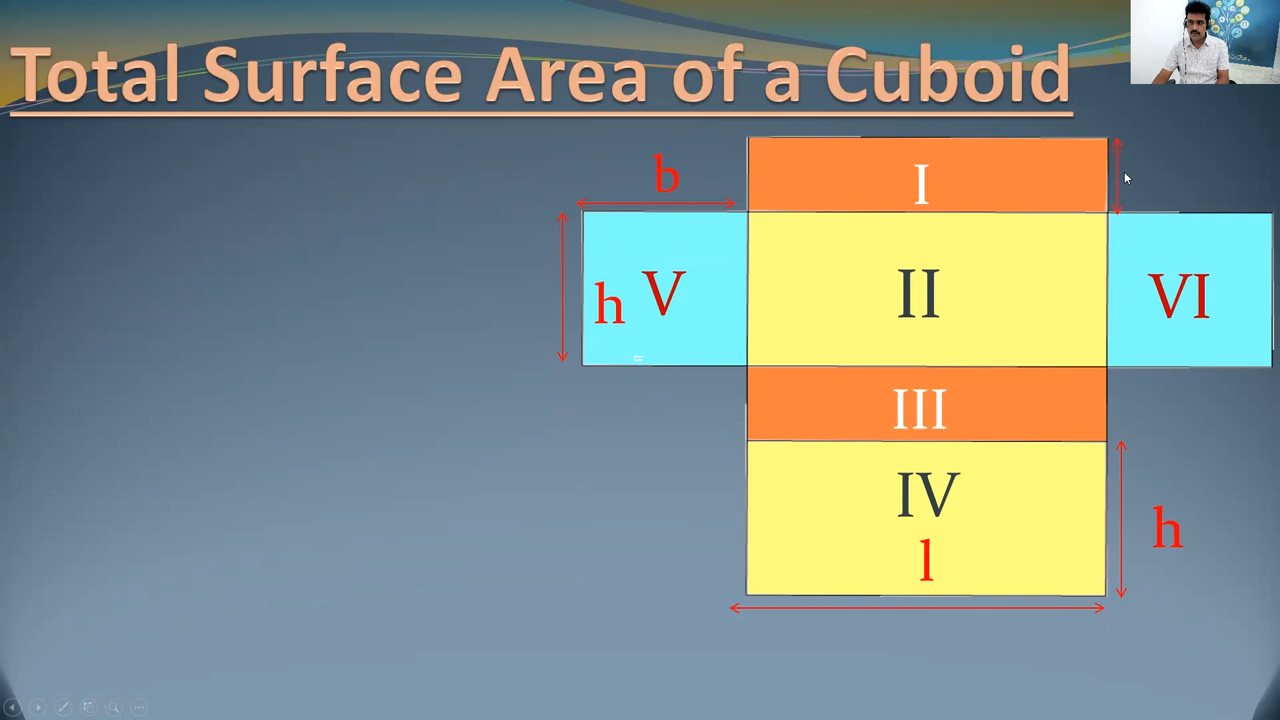 Total Surface Area of a Cuboid
b
I
h
V
II
VI
=
III
IV
l
h